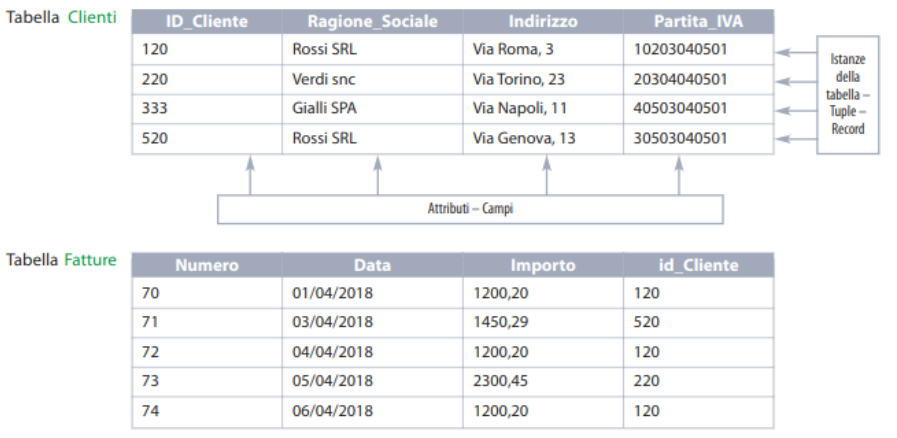 Tabella Clienti
ID_Cliente Ragione_Sociale Indirizzo Partita_IVA
120 Rossi SRL Via Roma, 3 10203040501
220 Verdi snc Via Torino, 23 20304040501
333 Gialli SPA Via Napoli, 11 40503040501
520 Rossi SRL Via Genova, 13 30503040501
Istanze
della
tabella –
Tuple –
Record
Attributi – Campi
Tabella Fatture
Numero Data Importo id_Cliente
70 01/04/2018 1200,20 120
71 03/04/2018 1450,29 520
72 04/04/2018 1200,20 120
73 05/04/2018 2300,45 220
74 06/04/2018 1200,20 120